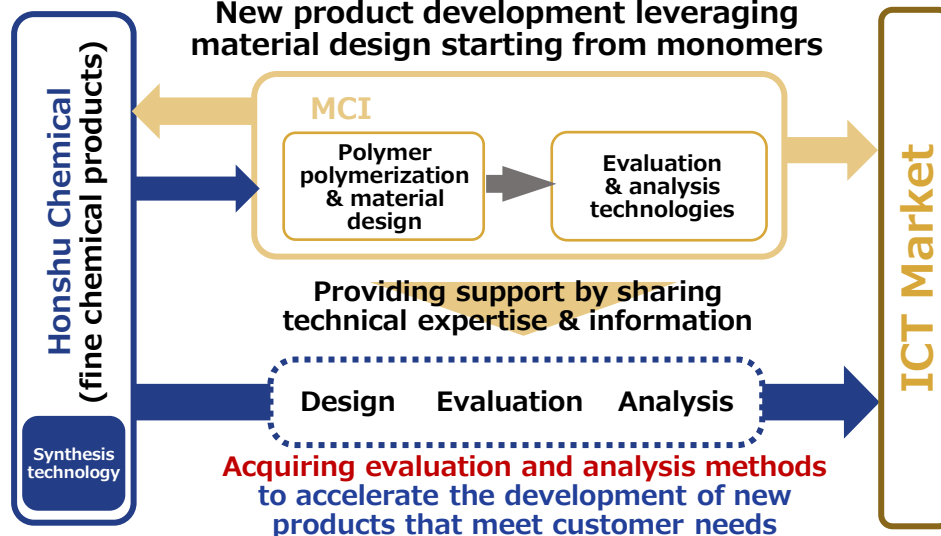 New product development leveraging
material design starting from monomers
Honshu Chemical
(fine chemical products)
Synthesis
technology
MCI
Polymer
polymerization
& material
design
Evaluation
& analysis
technologies
ICT Market
Providing support by sharing
technical expertise & information
Design Evaluation Analysis
Acquiring evaluation and analysis methods
to accelerate the development of new
products that meet customer needs